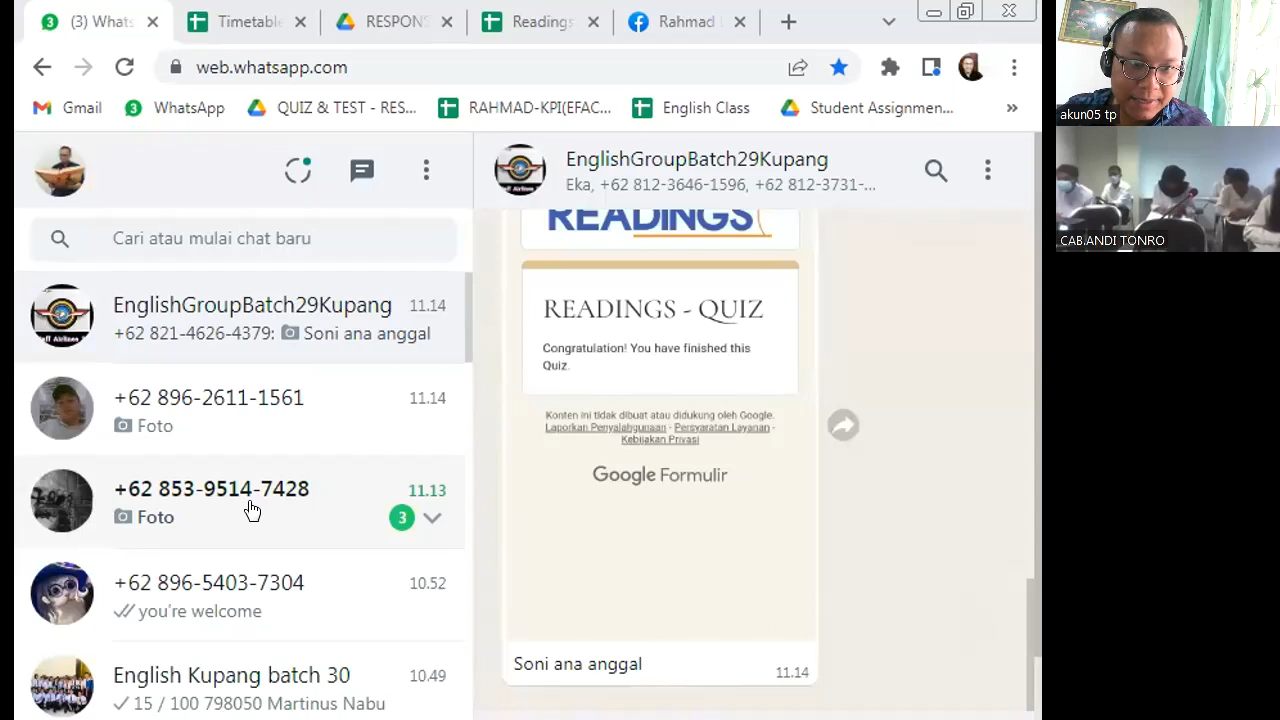 (3) Whats
Timetable
RESPON
Readings
Rahmad
web.whatsapp.com
Gmail
WhatsApp
QUIZ & TEST - RES...
RAHMAD-KPI(EFAC...
English Class
Student Assignmen...
»
akun05 tp
CAB.ANDI TONRO
EnglishGroupBatch29Kupang
Eka, +62 812-3646-1596, +62 812-3731-...
Cari atau mulai chat baru
EnglishGroupBatch29Kupang 11.14
+62 821-4626-4379: Soni ana anggal
+62 896-2611-1561 11.14
Foto
+62 853-9514-7428 11.13
Foto 3
+62 896-5403-7304 10.52
you're welcome
English Kupang batch 30 10.49
15 / 100 798050 Martinus Nabu
READINGS
READINGS - QUIZ
Congratulation! You have finished this
Quiz.
Konten ini tidak dibuat atau didukung oleh Google.
Laporkan Penyalahgunaan - Persyaratan Layanan -
Kebijakan Privasi
Google Formulir
Soni ana anggal
11.14